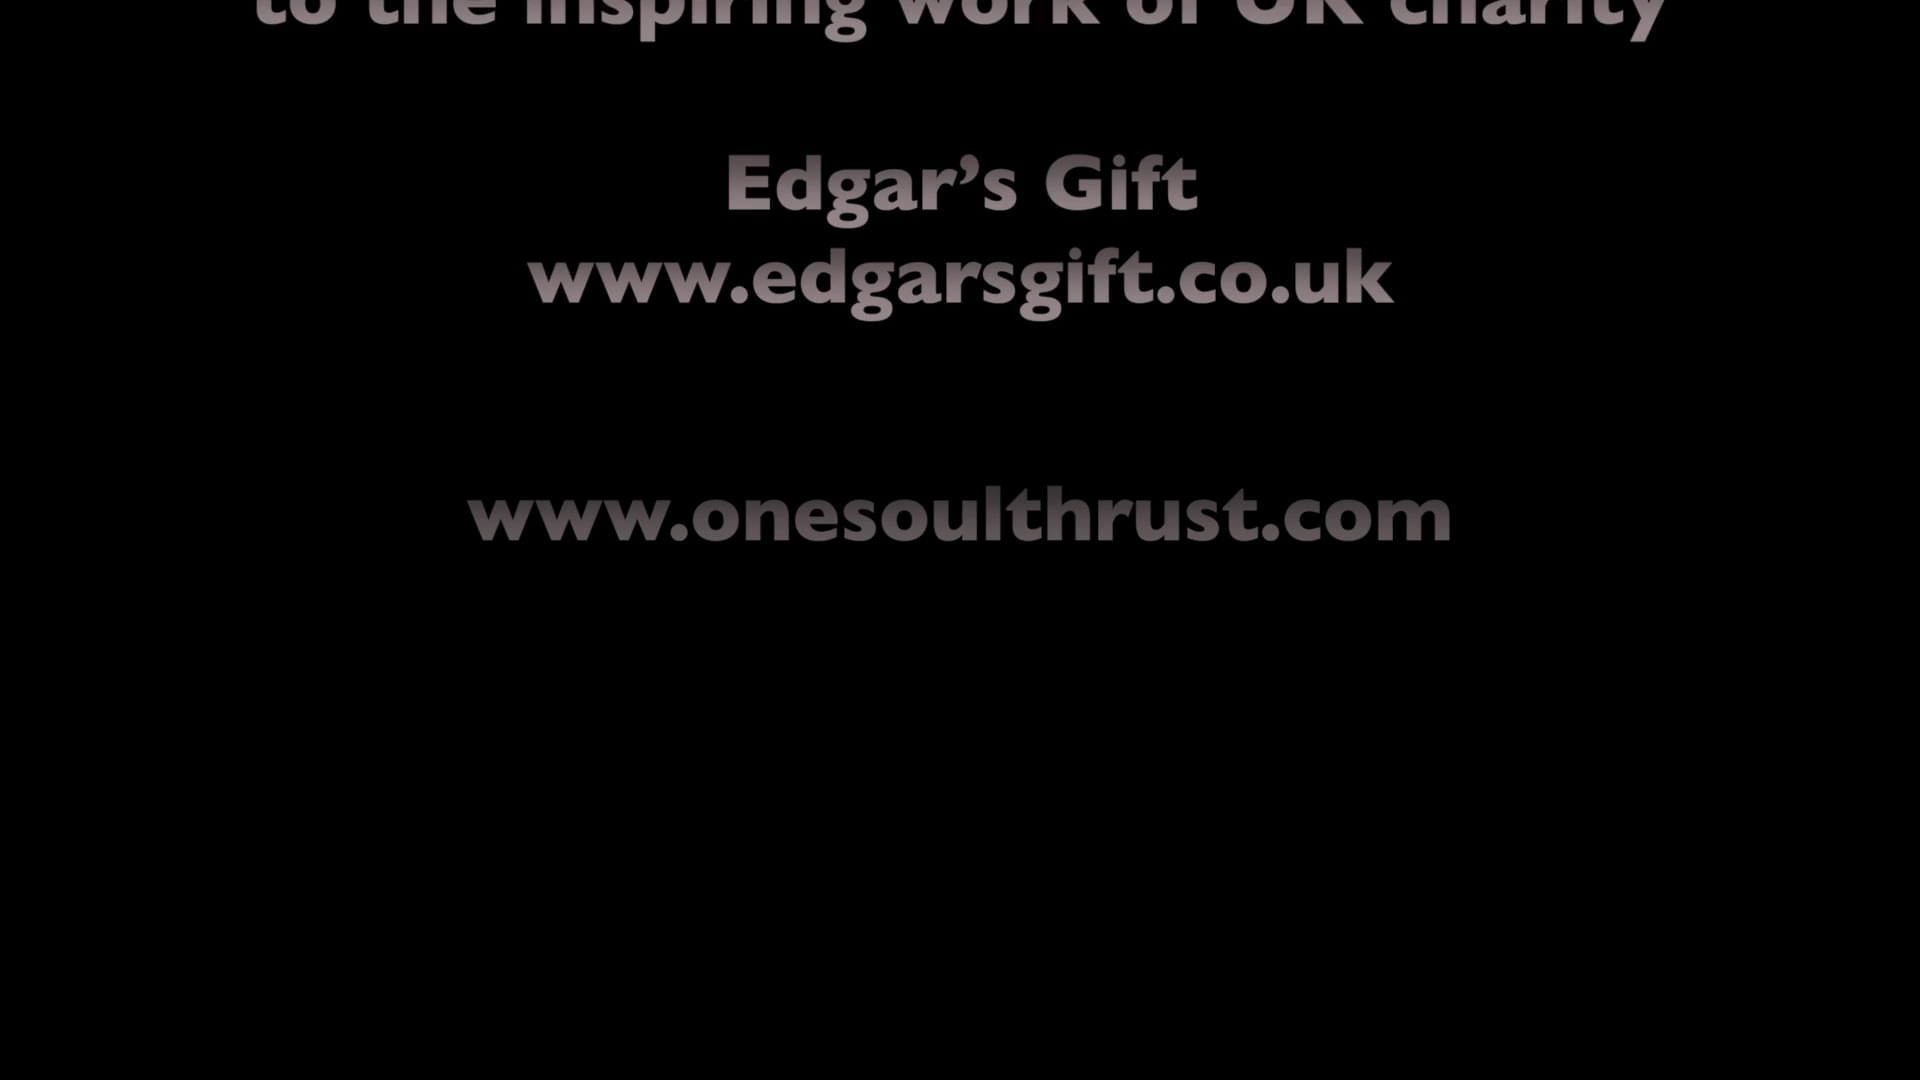 to the inspiring work of UK charity
Edgar’s Gift
www.edgarsgift.co.uk
www.onesoulthrust.com